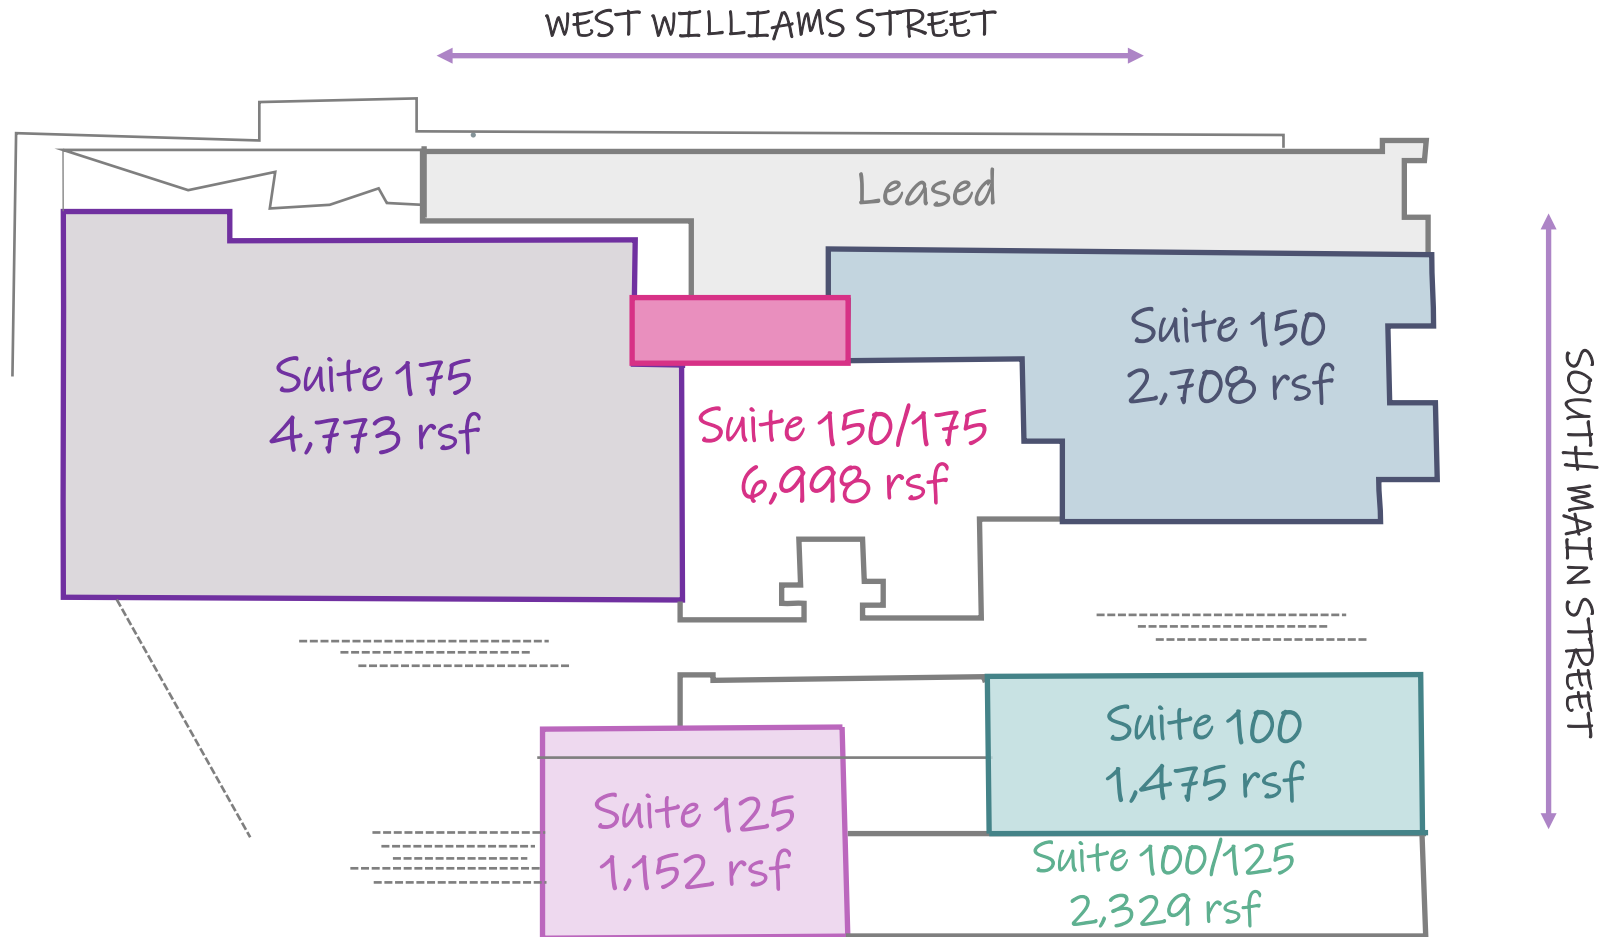 WEST WILLIAMS STREET
Leased
Suite 150
2,708 rsf
Suite 175
4,773 rsf
Suite 150/175
6,998 rsf
SOUTH MAIN STREET
Suite 100
1,475 rsf
Suite 125
1,152 rsf
Suite 100/125
2,329 rsf